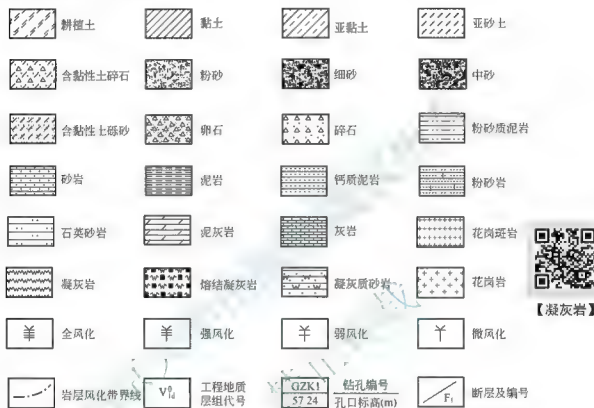 耕植土 黏土 亚黏土 亚砂土
含黏性土碎石 粉砂 细砂 中砂
含黏性土砾砂 卵石 碎石 粉砂质泥岩
砂岩 泥岩 钙质泥岩 粉砂岩
石英砂岩 泥灰岩 灰岩 花岗斑岩
凝灰岩 熔结凝灰岩 凝灰质砂岩 花岗岩
【凝灰岩】
全风化 强风化 弱风化 微风化
岩层风化带界线
工程地质
层组代号
GZK1 钻孔编号
57 24 孔口标高(m)
F₁ 断层及编号